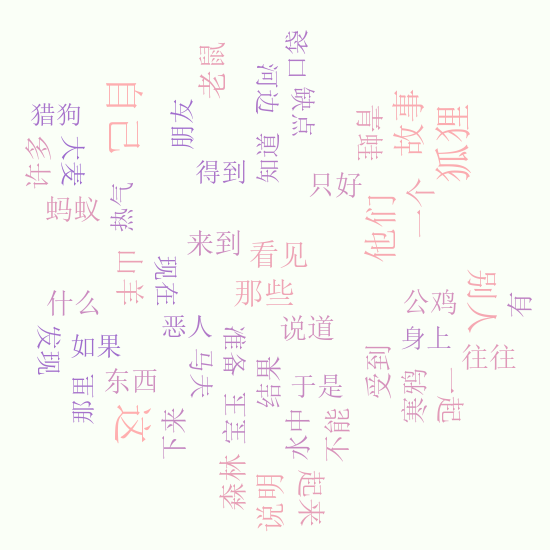 袋口
老鼠
河边
缺点
自己
猎狗
朋友
青蛙
故事
狐狸
许多
大麦
得到
知道
只好
一个
蚂蚁
热气
他们
来到
看见
山羊
现在
那些
什么
公鸡
别人
有
恶人
说道
身上
发现
如果
准备
往往
马夫
结果
受到
东西
于是
寒鸦
一起
那里
这
下来
宝玉
水中
不能
森林
说明
起来